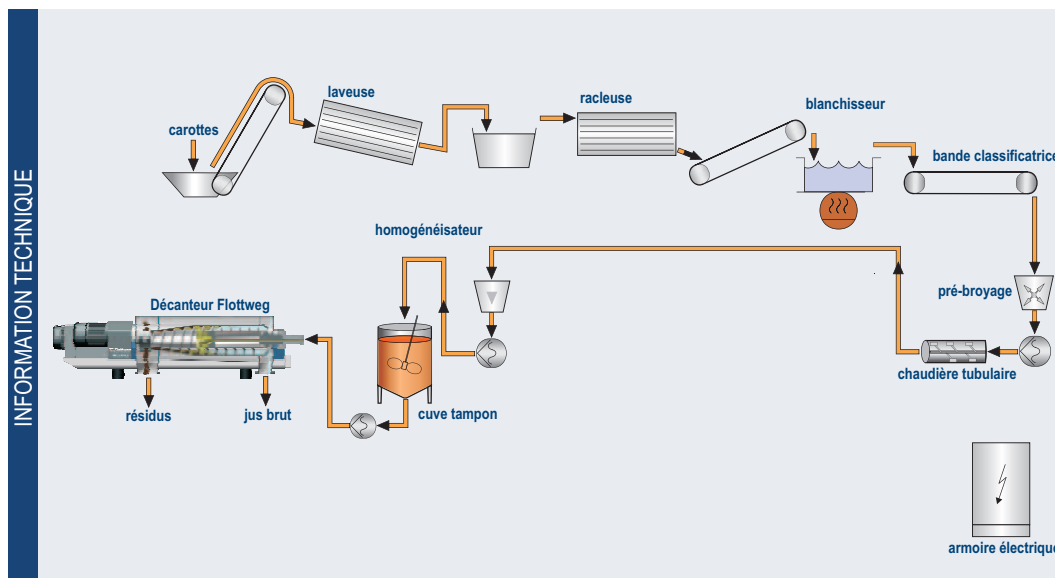 INFORMATION TECHNIQUE
carottes
laveuse
racleuse
blanchisseur
bande classificatrice
pré-broyage
chaudière tubulaire
homogénéisateur
cuve tampon
Décanteur Flottweg
résidus
jus brut
armoire électrique